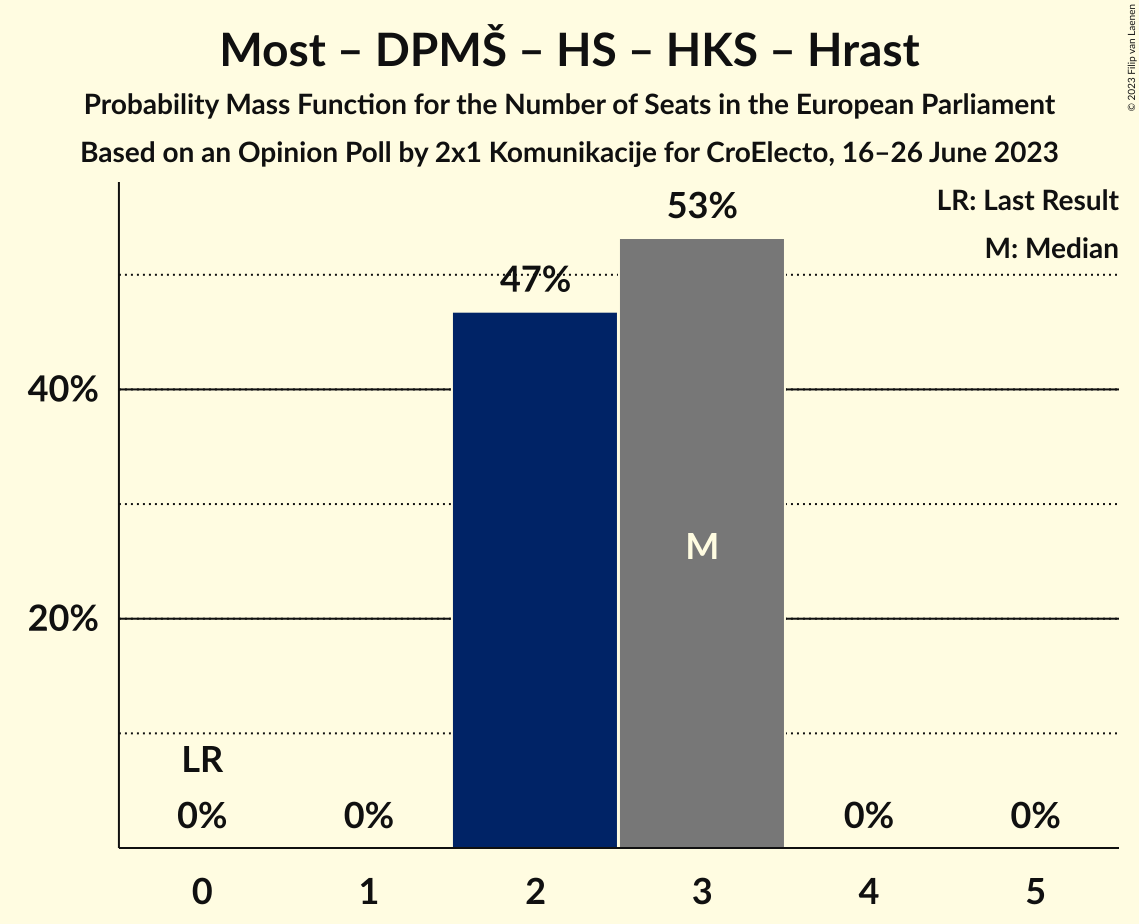 Most – DPMŠ – HS – HKS – Hrast
Probability Mass Function for the Number of Seats in the European Parliament
Based on an Opinion Poll by 2x1 Komunikacije for CroElecto, 16–26 June 2023
© 2023 Filip van Laenen
LR: Last Result
M: Median
53%
47%
40%
20%
M
LR
0%
0%
0%
0%
0
1
2
3
4
5